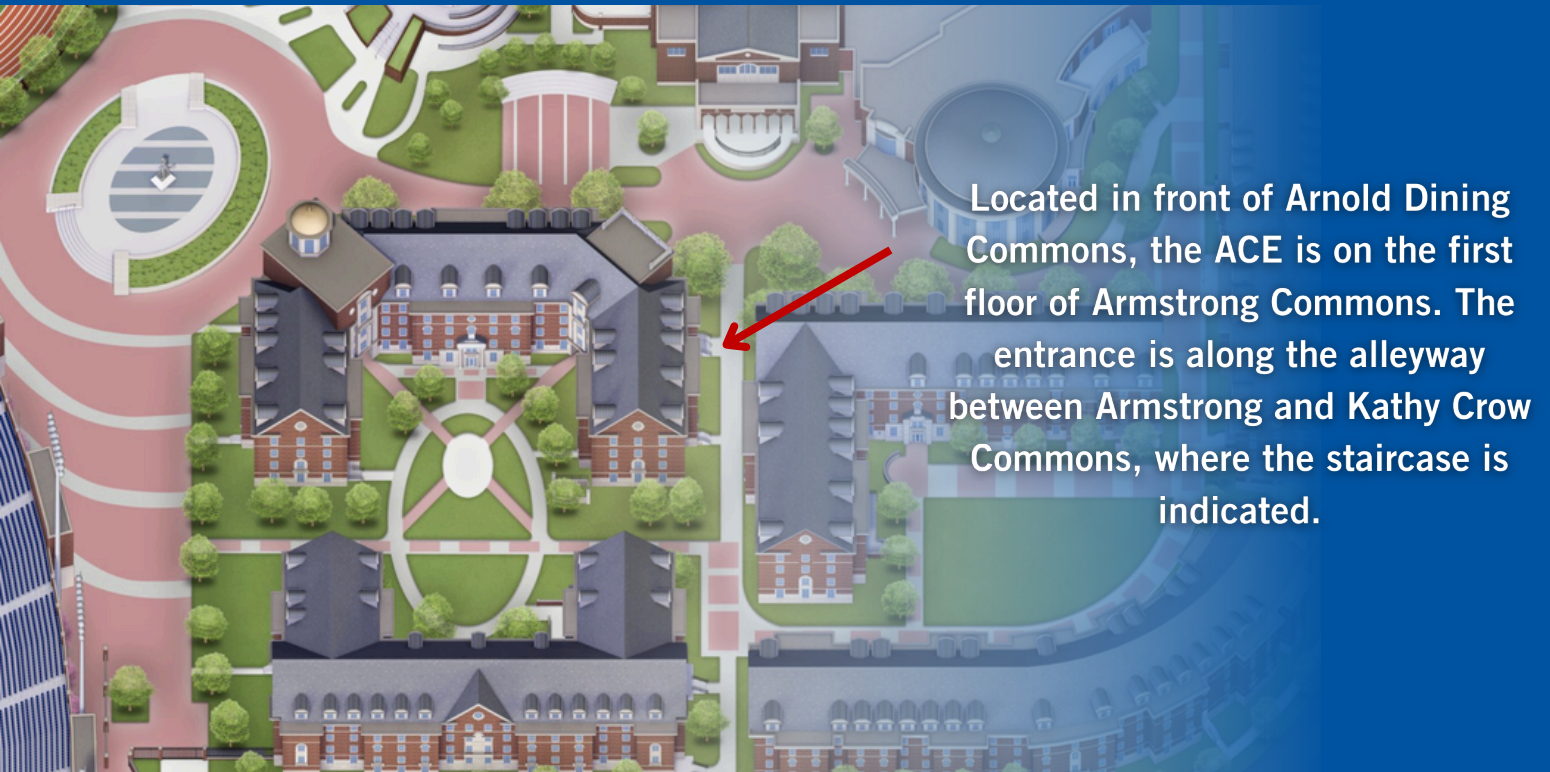 Located in front of Arnold Dining
Commons, the ACE is on the first
floor of Armstrong Commons. The
entrance is along the alleyway
between Armstrong and Kathy Crow
Commons, where the staircase is
indicated.